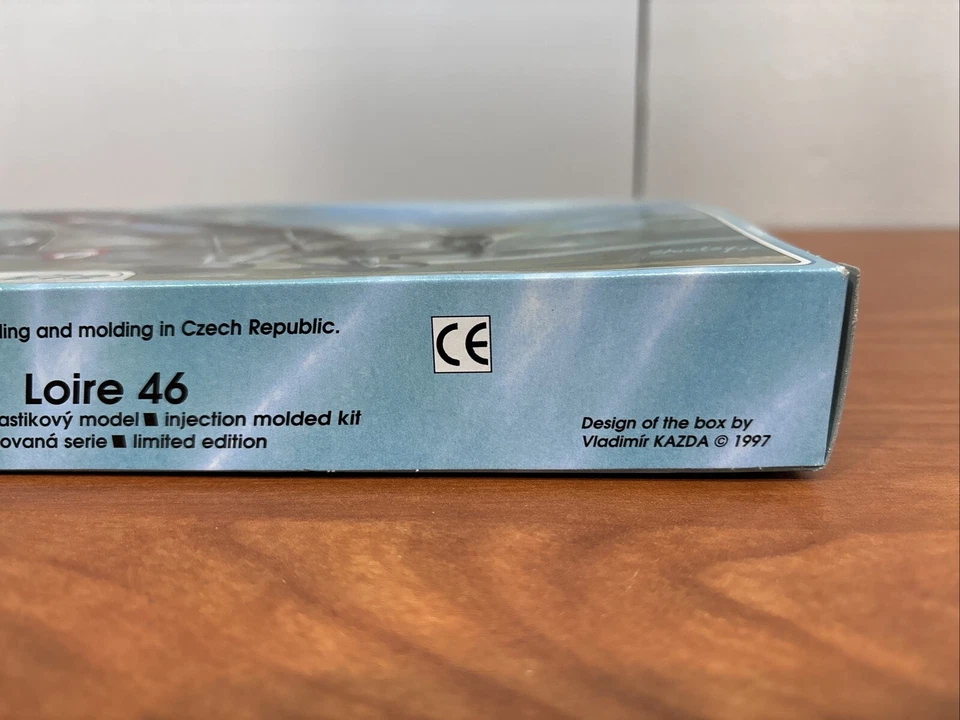 ling and molding in Czech Republic.
CE
Loire 46
astikový model ■ injection molded kit
ovaná serie ■ limited edition
Design of the box by
Vladimír KAZDA © 1997